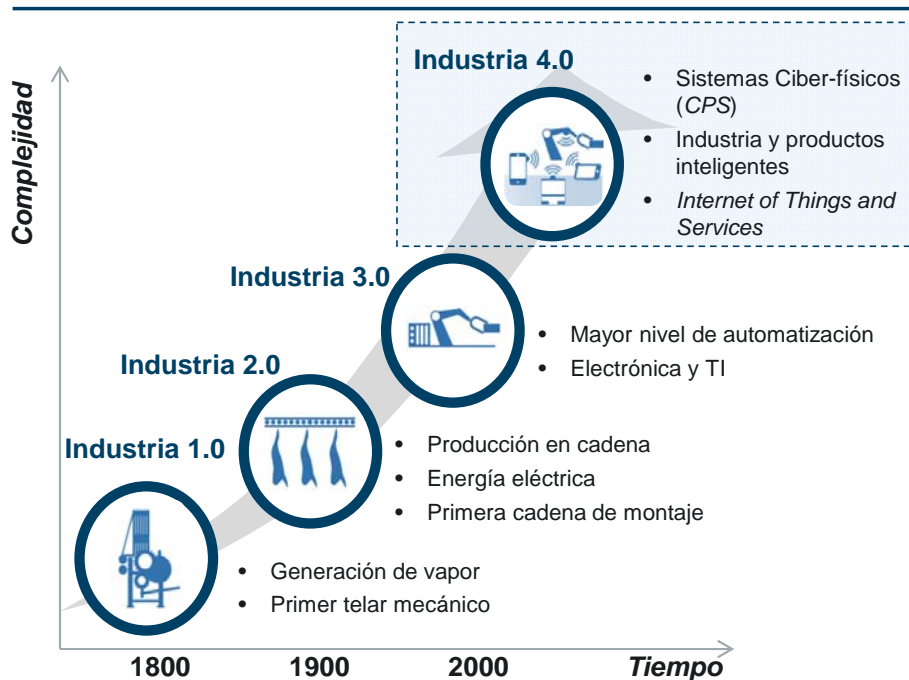 Industria 4.0
• Sistemas Ciber-físicos
(CPS)
• Industria y productos
inteligentes
• Internet of Things and
Services
Complejidad
Industria 3.0
• Mayor nivel de automatización
• Electrónica y TI
Industria 2.0
• Producción en cadena
• Energía eléctrica
• Primera cadena de montaje
Industria 1.0
• Generación de vapor
• Primer telar mecánico
1800 1900 2000 Tiempo